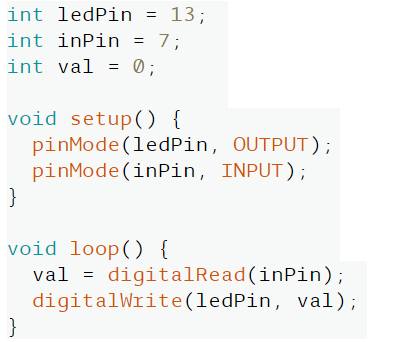 int ledPin = 13;
int inPin = 7;
int val = 0;

void setup() {
  pinMode(ledPin, OUTPUT);
  pinMode(inPin, INPUT);
}

void loop() {
  val = digitalRead(inPin);
  digitalWrite(ledPin, val);
}